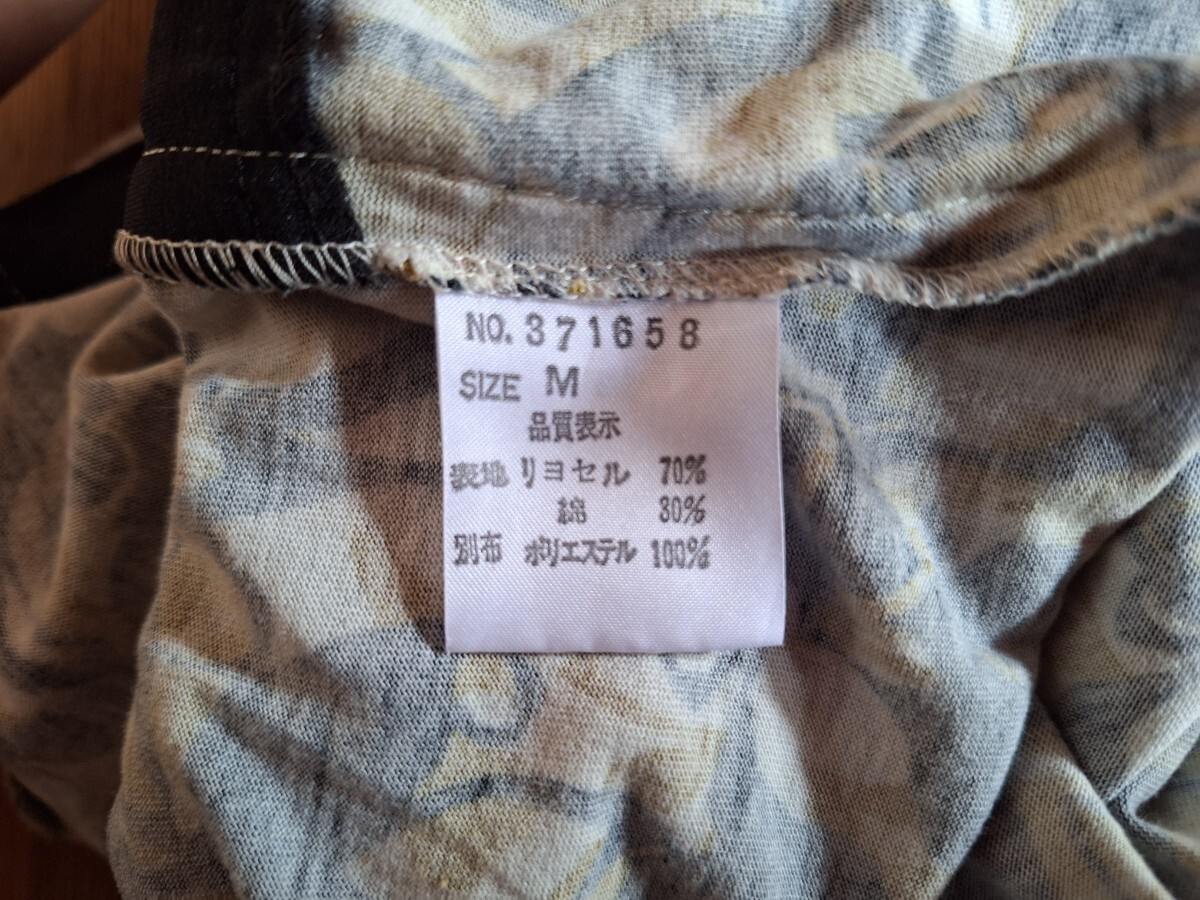 NO. 371658
SIZE M
品質表示
表地 リヨセル 70%
綿 30%
別布 ポリエステル 100%